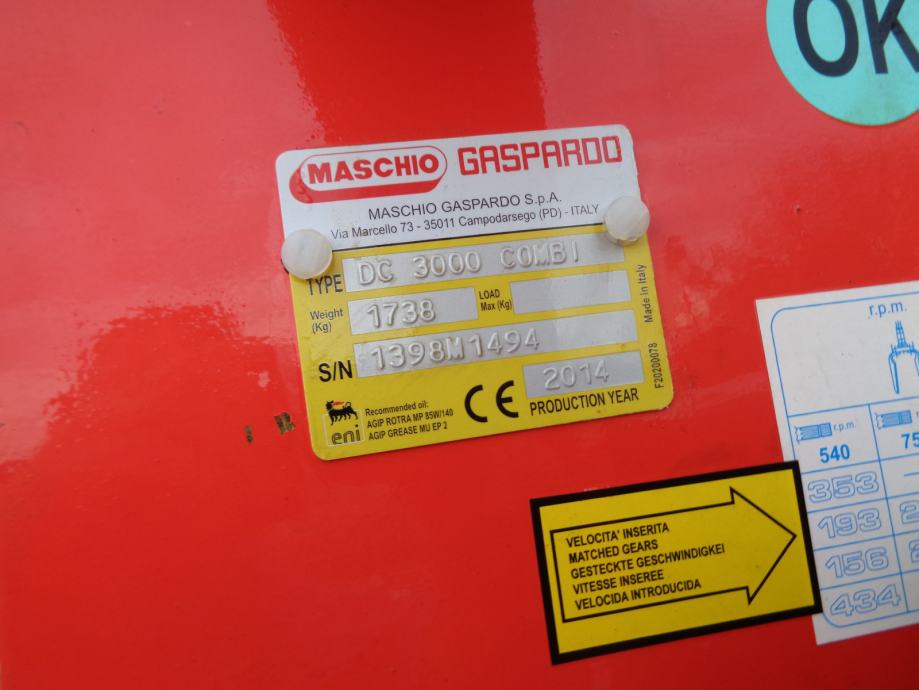 OK
MASCHIO GASPARDO
MASCHIO GASPARDO S.p.A.
Via Marcello 73 - 35011 Campodarsego (PD) - ITALY
TYPE DC 3000 COMBI
Weight (Kg) 1738 LOAD Max (Kg)
S/N 1398M1494
2014
PRODUCTION YEAR
CE
eni
Recommended oil:
AGIP ROTRA MP 85W/140
AGIP GREASE MU EP 2
Made in Italy
F20200078
r.p.m.
r.p.m.
540
353
193
156
434
VELOCITA' INSERITA
MATCHED GEARS
GESTECKTE GESCHWINDIGKEI
VITESSE INSEREE
VELOCIDA INTRODUCIDA